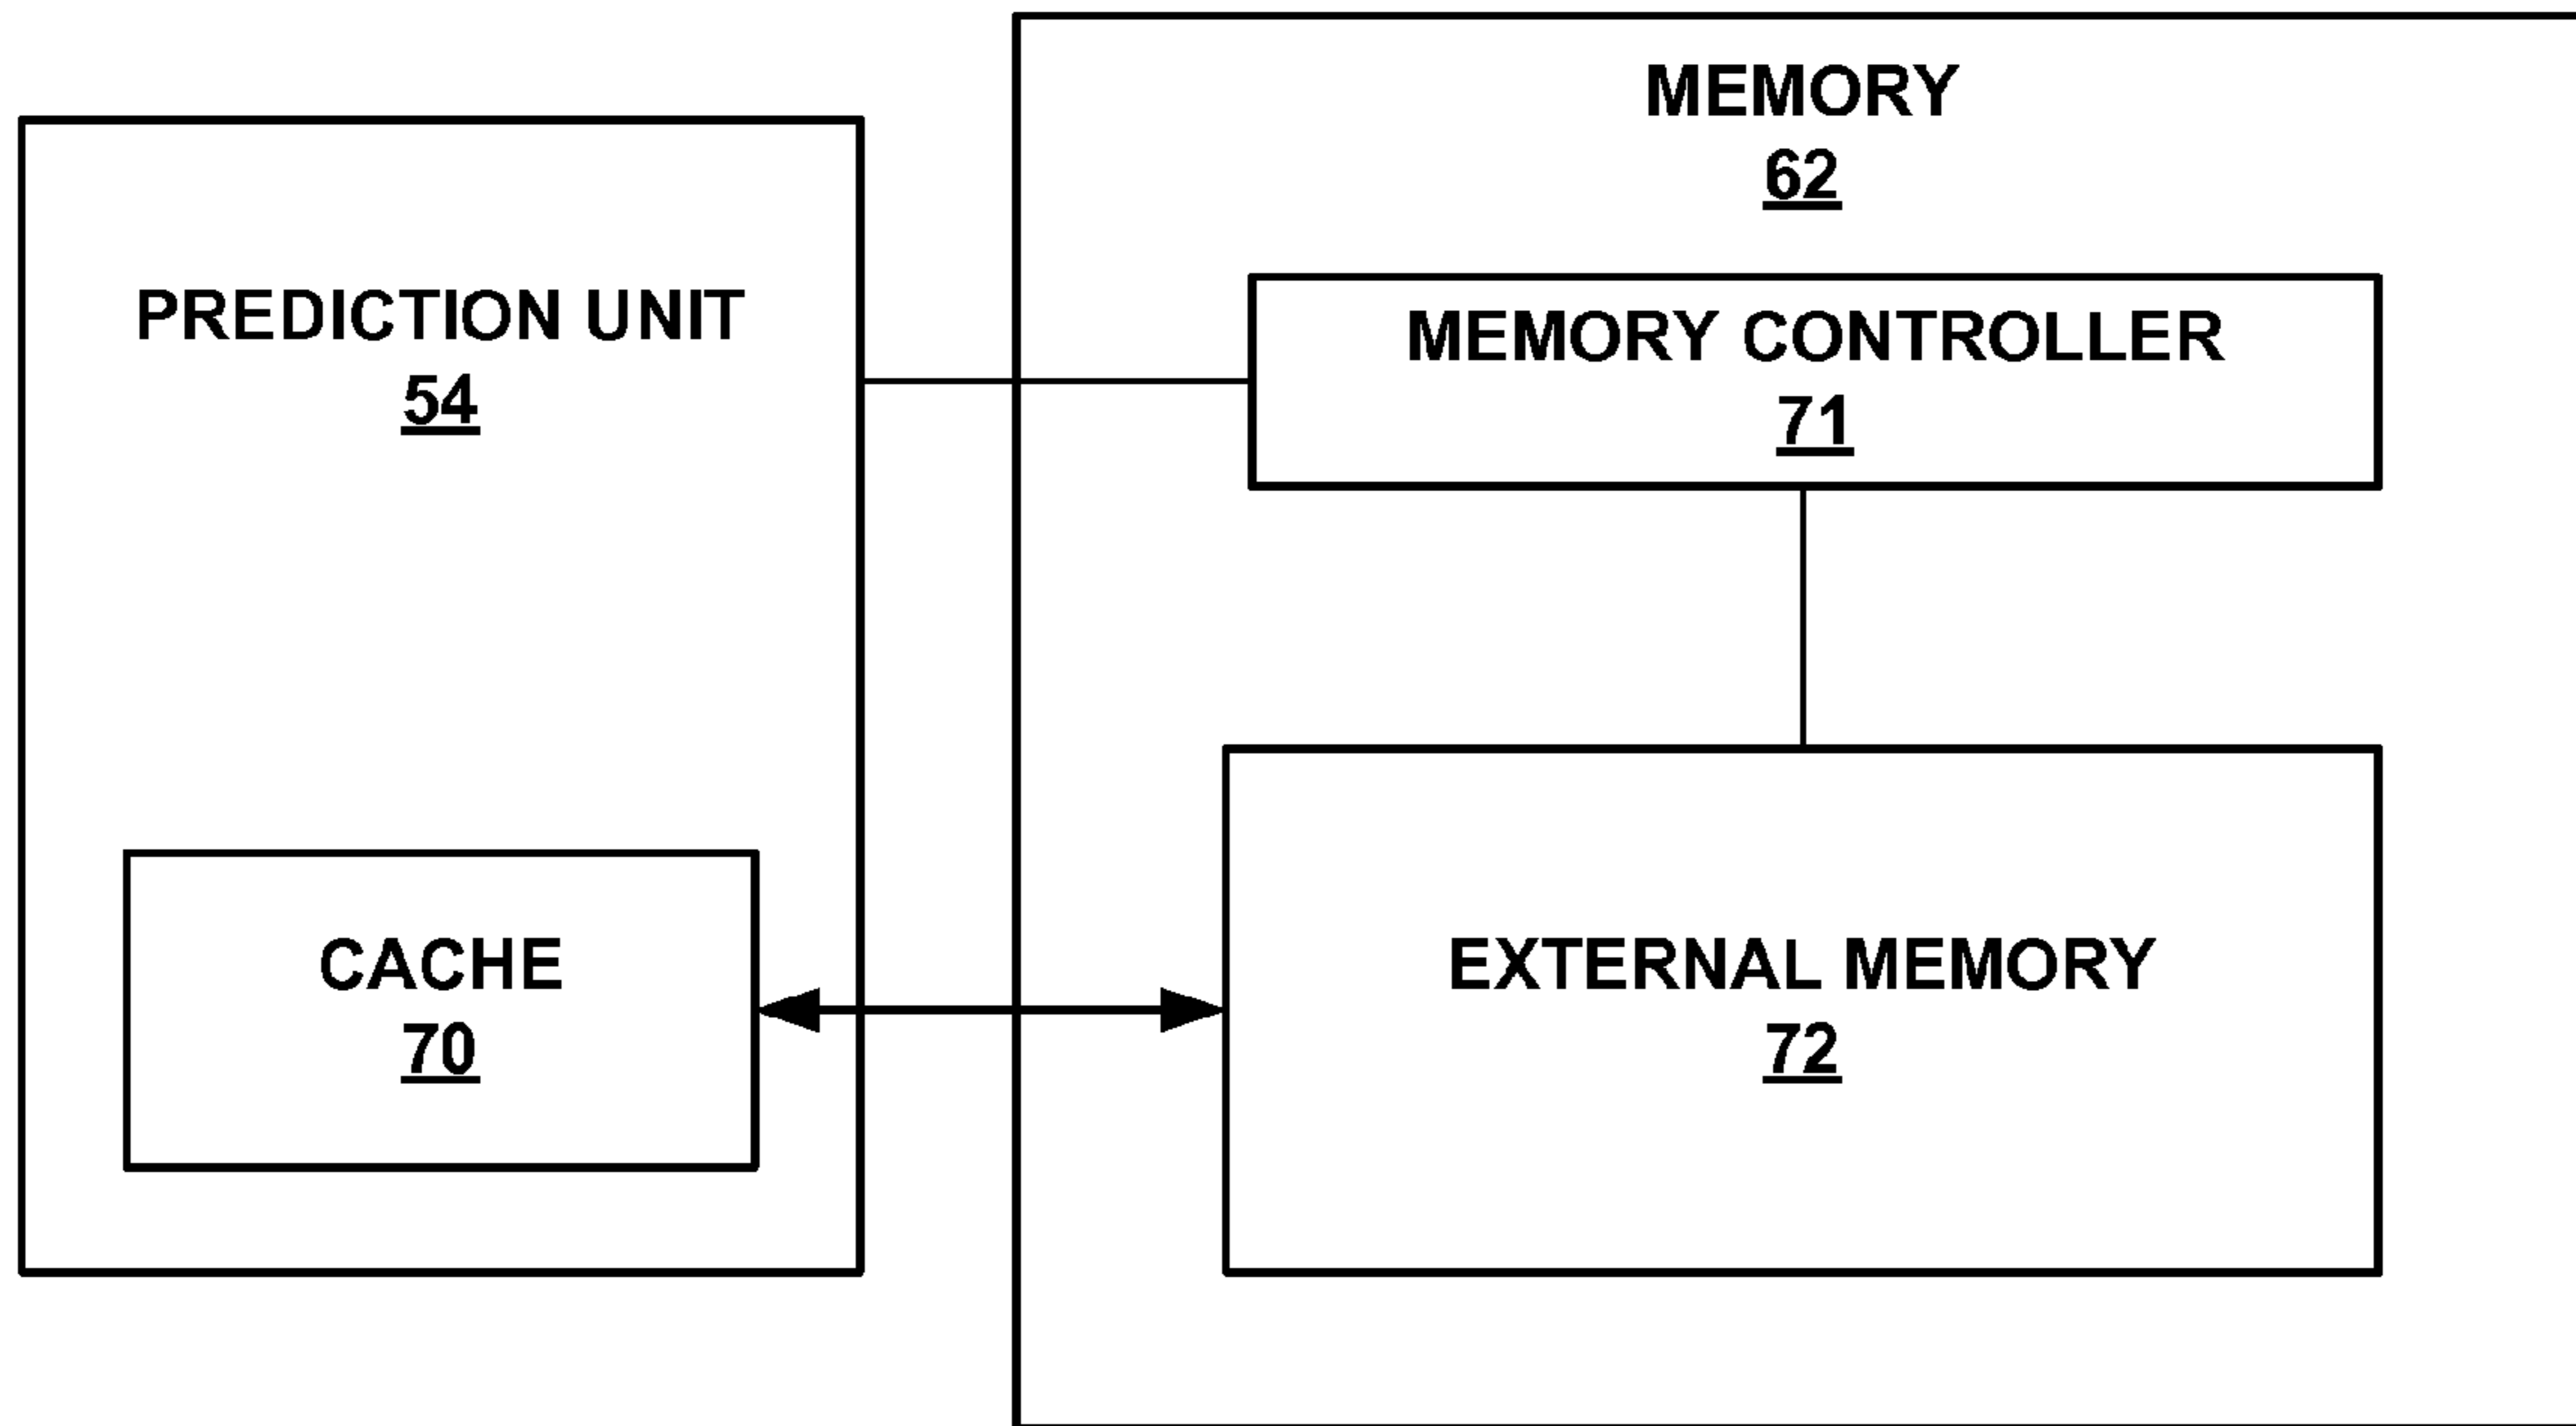 MEMORY
62
PREDICTION UNIT
54
MEMORY CONTROLLER
71
CACHE
70
EXTERNAL MEMORY
72